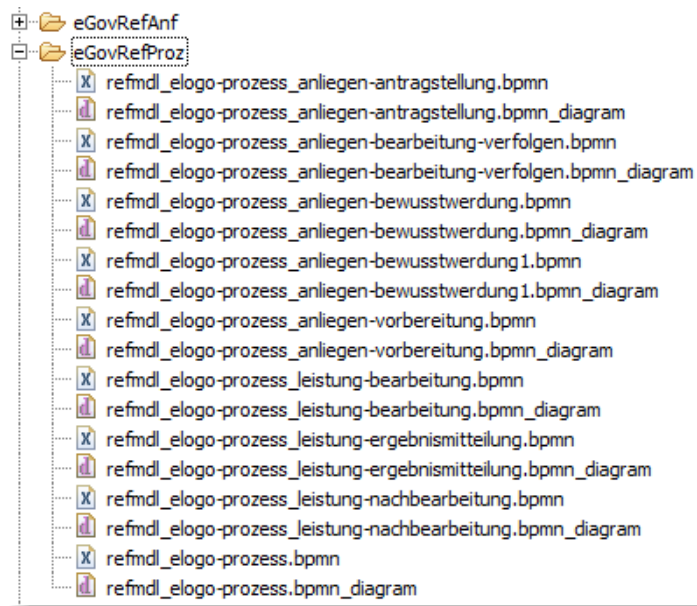 eGovRefAnf
eGovRefProz
refmdl_elogo-prozess_anliegen-antragstellung.bpmn
refmdl_elogo-prozess_anliegen-antragstellung.bpmn_diagram
refmdl_elogo-prozess_anliegen-bearbeitung-verfolgen.bpmn
refmdl_elogo-prozess_anliegen-bearbeitung-verfolgen.bpmn_diagram
refmdl_elogo-prozess_anliegen-bewusstwerdung.bpmn
refmdl_elogo-prozess_anliegen-bewusstwerdung.bpmn_diagram
refmdl_elogo-prozess_anliegen-bewusstwerdung1.bpmn
refmdl_elogo-prozess_anliegen-bewusstwerdung1.bpmn_diagram
refmdl_elogo-prozess_anliegen-vorbereitung.bpmn
refmdl_elogo-prozess_anliegen-vorbereitung.bpmn_diagram
refmdl_elogo-prozess_leistung-bearbeitung.bpmn
refmdl_elogo-prozess_leistung-bearbeitung.bpmn_diagram
refmdl_elogo-prozess_leistung-ergebnismitteilung.bpmn
refmdl_elogo-prozess_leistung-ergebnismitteilung.bpmn_diagram
refmdl_elogo-prozess_leistung-nachbearbeitung.bpmn
refmdl_elogo-prozess_leistung-nachbearbeitung.bpmn_diagram
refmdl_elogo-prozess.bpmn
refmdl_elogo-prozess.bpmn_diagram